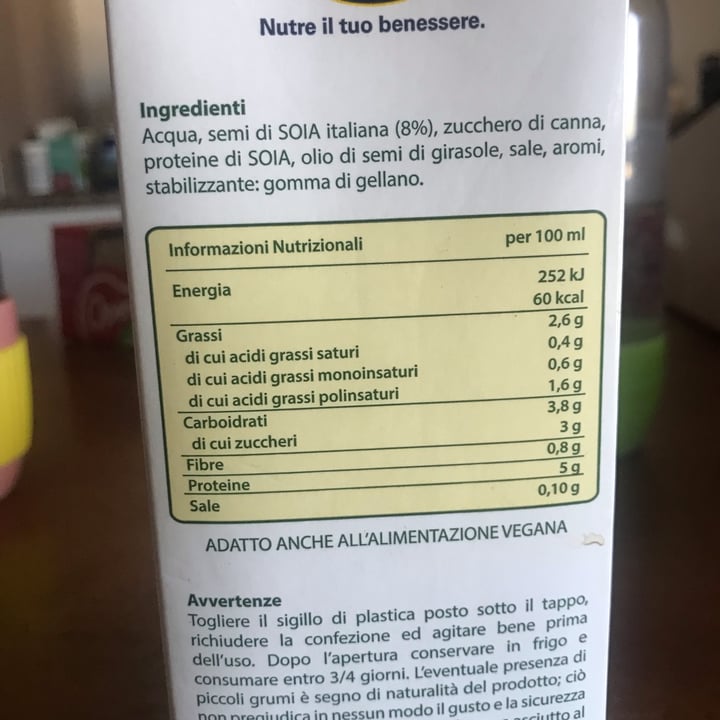 Nutre il tuo benessere.
Ingredienti
Acqua, semi di SOIA italiana (8%), zucchero di canna,
proteine di SOIA, olio di semi di girasole, sale, aromi,
stabilizzante: gomma di gellano.
Informazioni Nutrizionali per 100 ml
Energia 252 kJ
60 kcal
Grassi 2,6 g
di cui acidi grassi saturi 0,4 g
di cui acidi grassi monoinsaturi 0,6 g
di cui acidi grassi polinsaturi 1,6 g
Carboidrati 3,8 g
di cui zuccheri 3 g
Fibre 0,8 g
Proteine 5 g
Sale 0,10 g
ADATTO ANCHE ALL'ALIMENTAZIONE VEGANA
Avvertenze
Togliere il sigillo di plastica posto sotto il tappo,
richiudere la confezione ed agitare bene prima
dell'uso. Dopo l'apertura conservare in frigo e
consumare entro 3/4 giorni. L'eventuale presenza di
piccoli grumi è segno di naturalità del prodotto; ciò
non pregiudica in nessun modo il gusto e la sicurezza
asciutto al